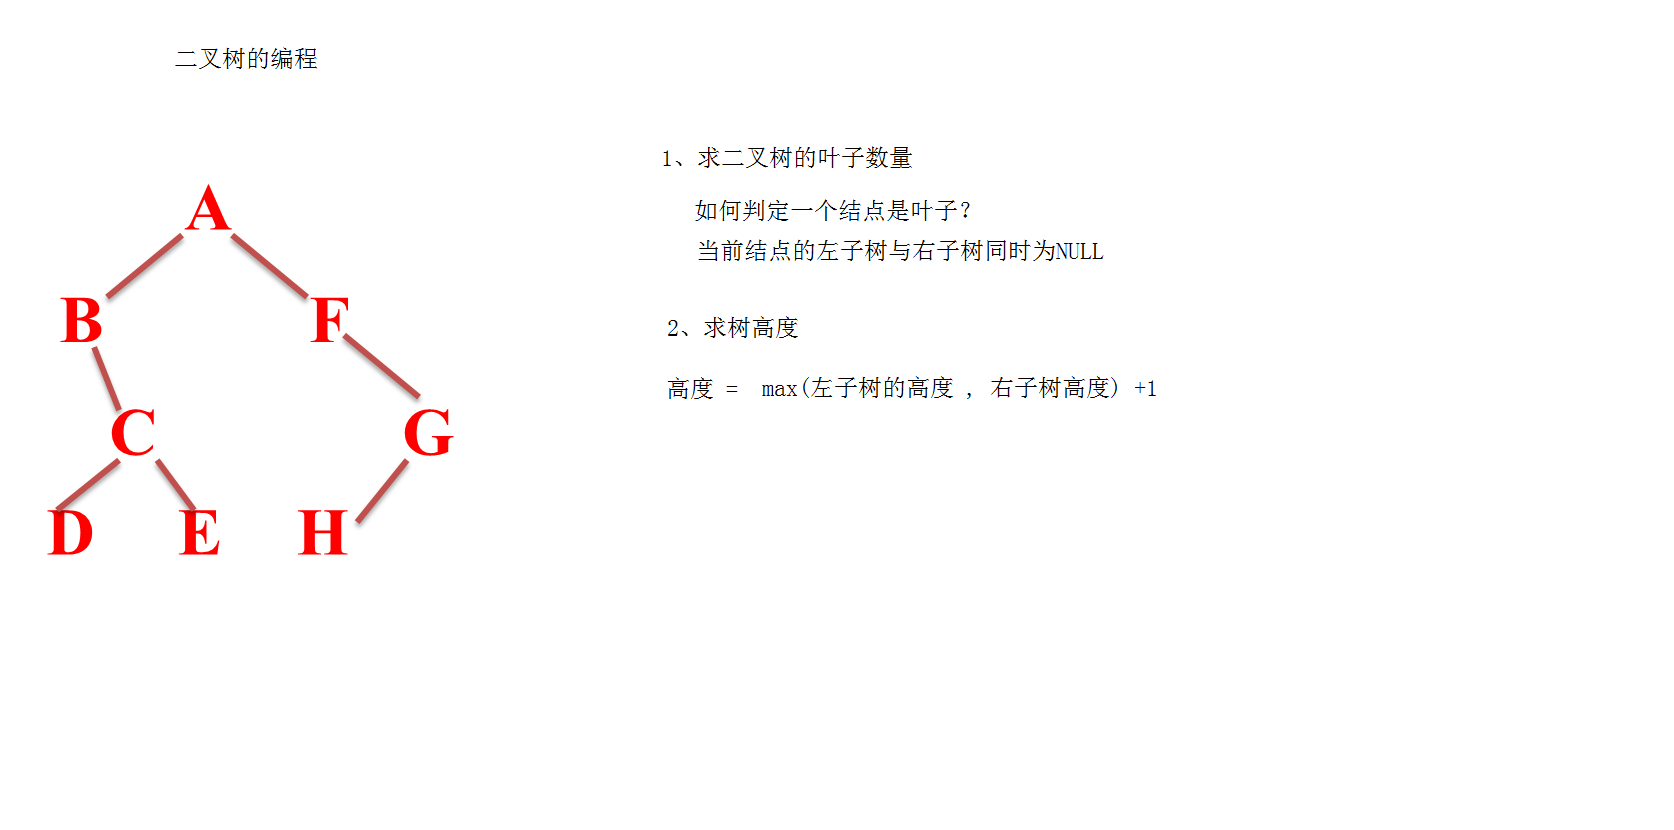 二叉树的编程
1、求二叉树的叶子数量
如何判定一个结点是叶子?
当前结点的左子树与右子树同时为NULL
2、求树高度
高度 = max(左子树的高度 , 右子树高度) +1
A
B F
C G
D E H